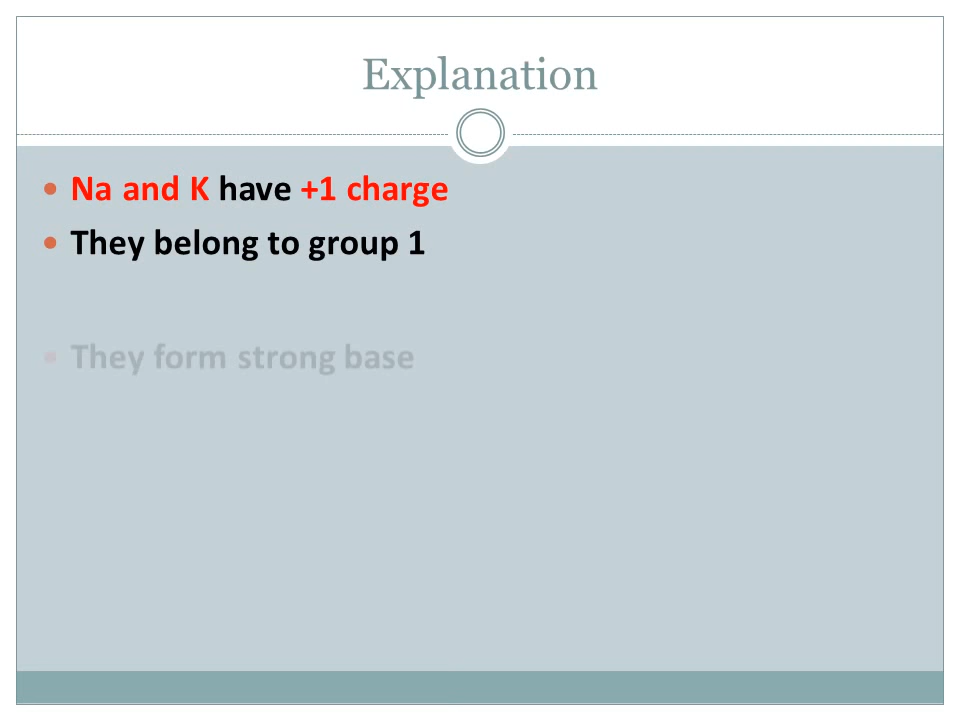 Explanation
• Na and K have +1 charge
• They belong to group 1
• They form strong base